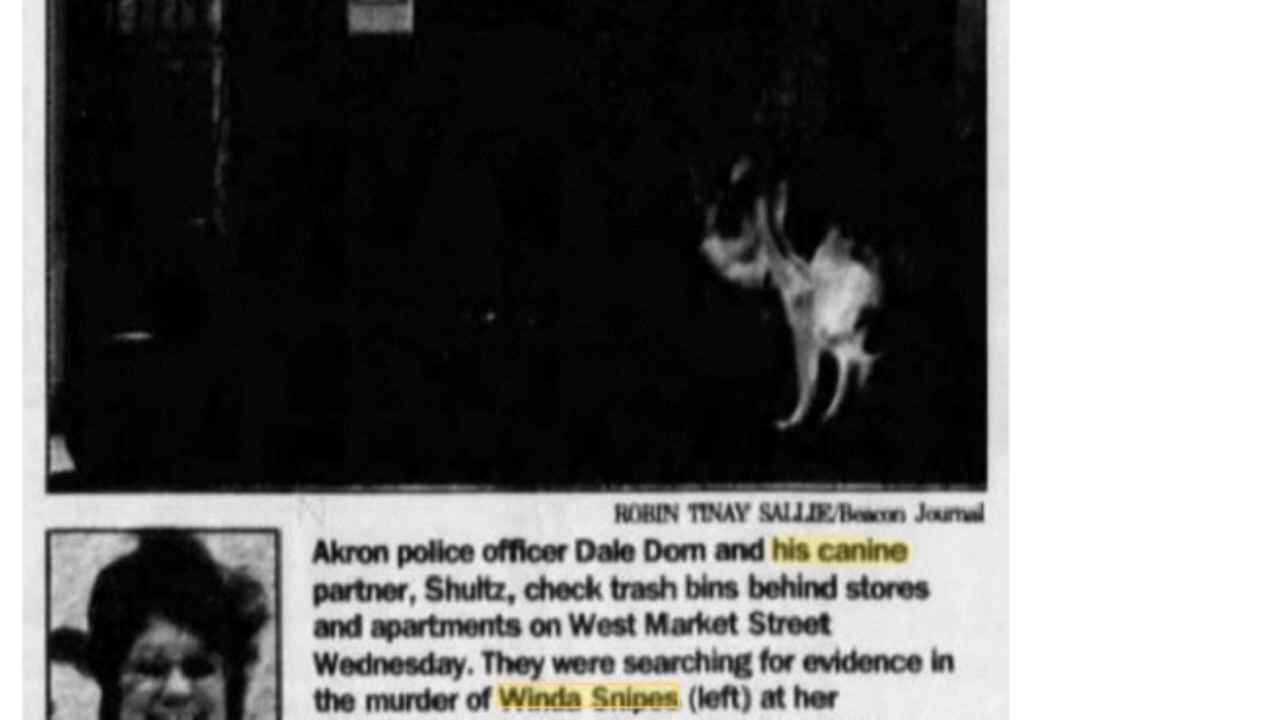 ROBIN TINAY SALLIE/Beacon Journal
Akron police officer Dale Dorn and his canine
partner, Shultz, check trash bins behind stores
and apartments on West Market Street
Wednesday. They were searching for evidence in
the murder of Winda Snipes (left) at her